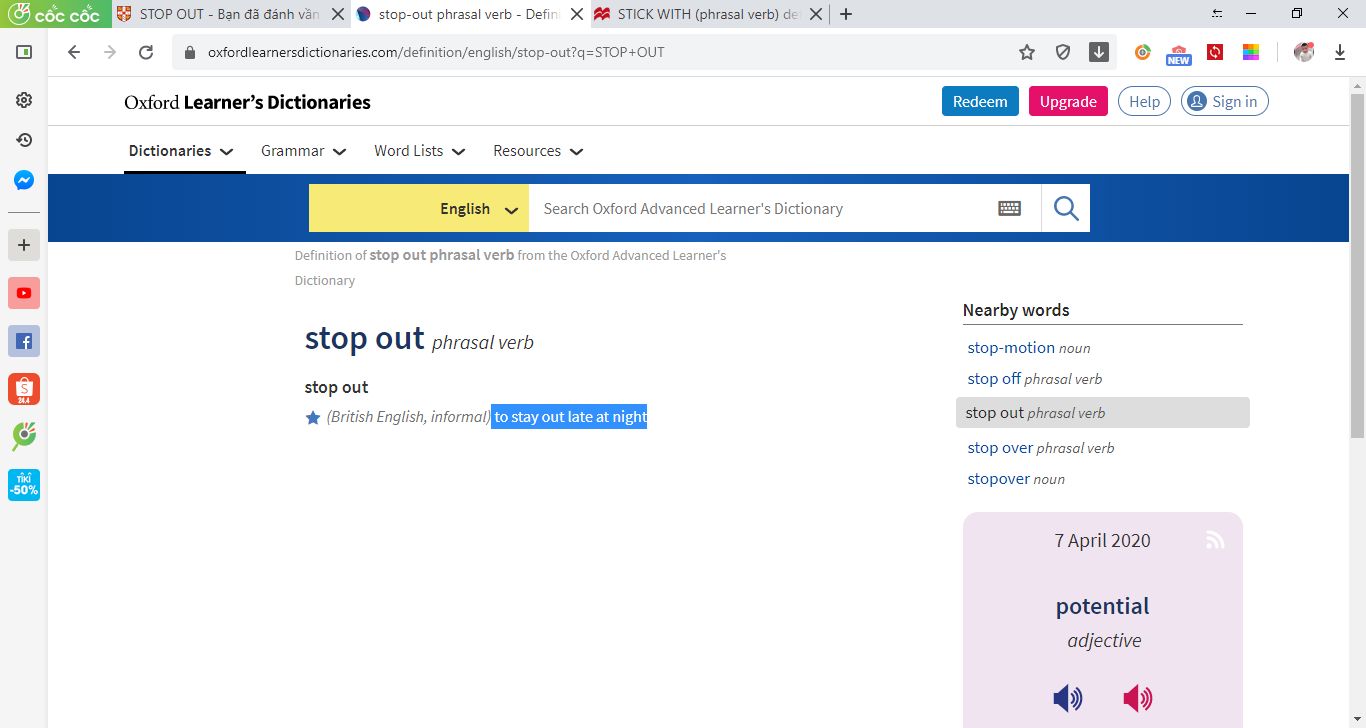 cốc cốc
STOP OUT - Bạn đã đánh vần
stop-out phrasal verb - Defin
STICK WITH (phrasal verb) de
oxfordlearnersdictionaries.com/definition/english/stop-out?q=STOP+OUT
NEW
Oxford Learner's Dictionaries
Redeem
Upgrade
Help
Sign in
Dictionaries
Grammar
Word Lists
Resources
English
Search Oxford Advanced Learner's Dictionary
Definition of stop out phrasal verb from the Oxford Advanced Learner's
Dictionary
stop out phrasal verb
stop out
(British English, informal) to stay out late at night
Nearby words
stop-motion noun
stop off phrasal verb
stop out phrasal verb
stop over phrasal verb
stopover noun
7 April 2020
potential
adjective
S
24.4
TIKI
-50%